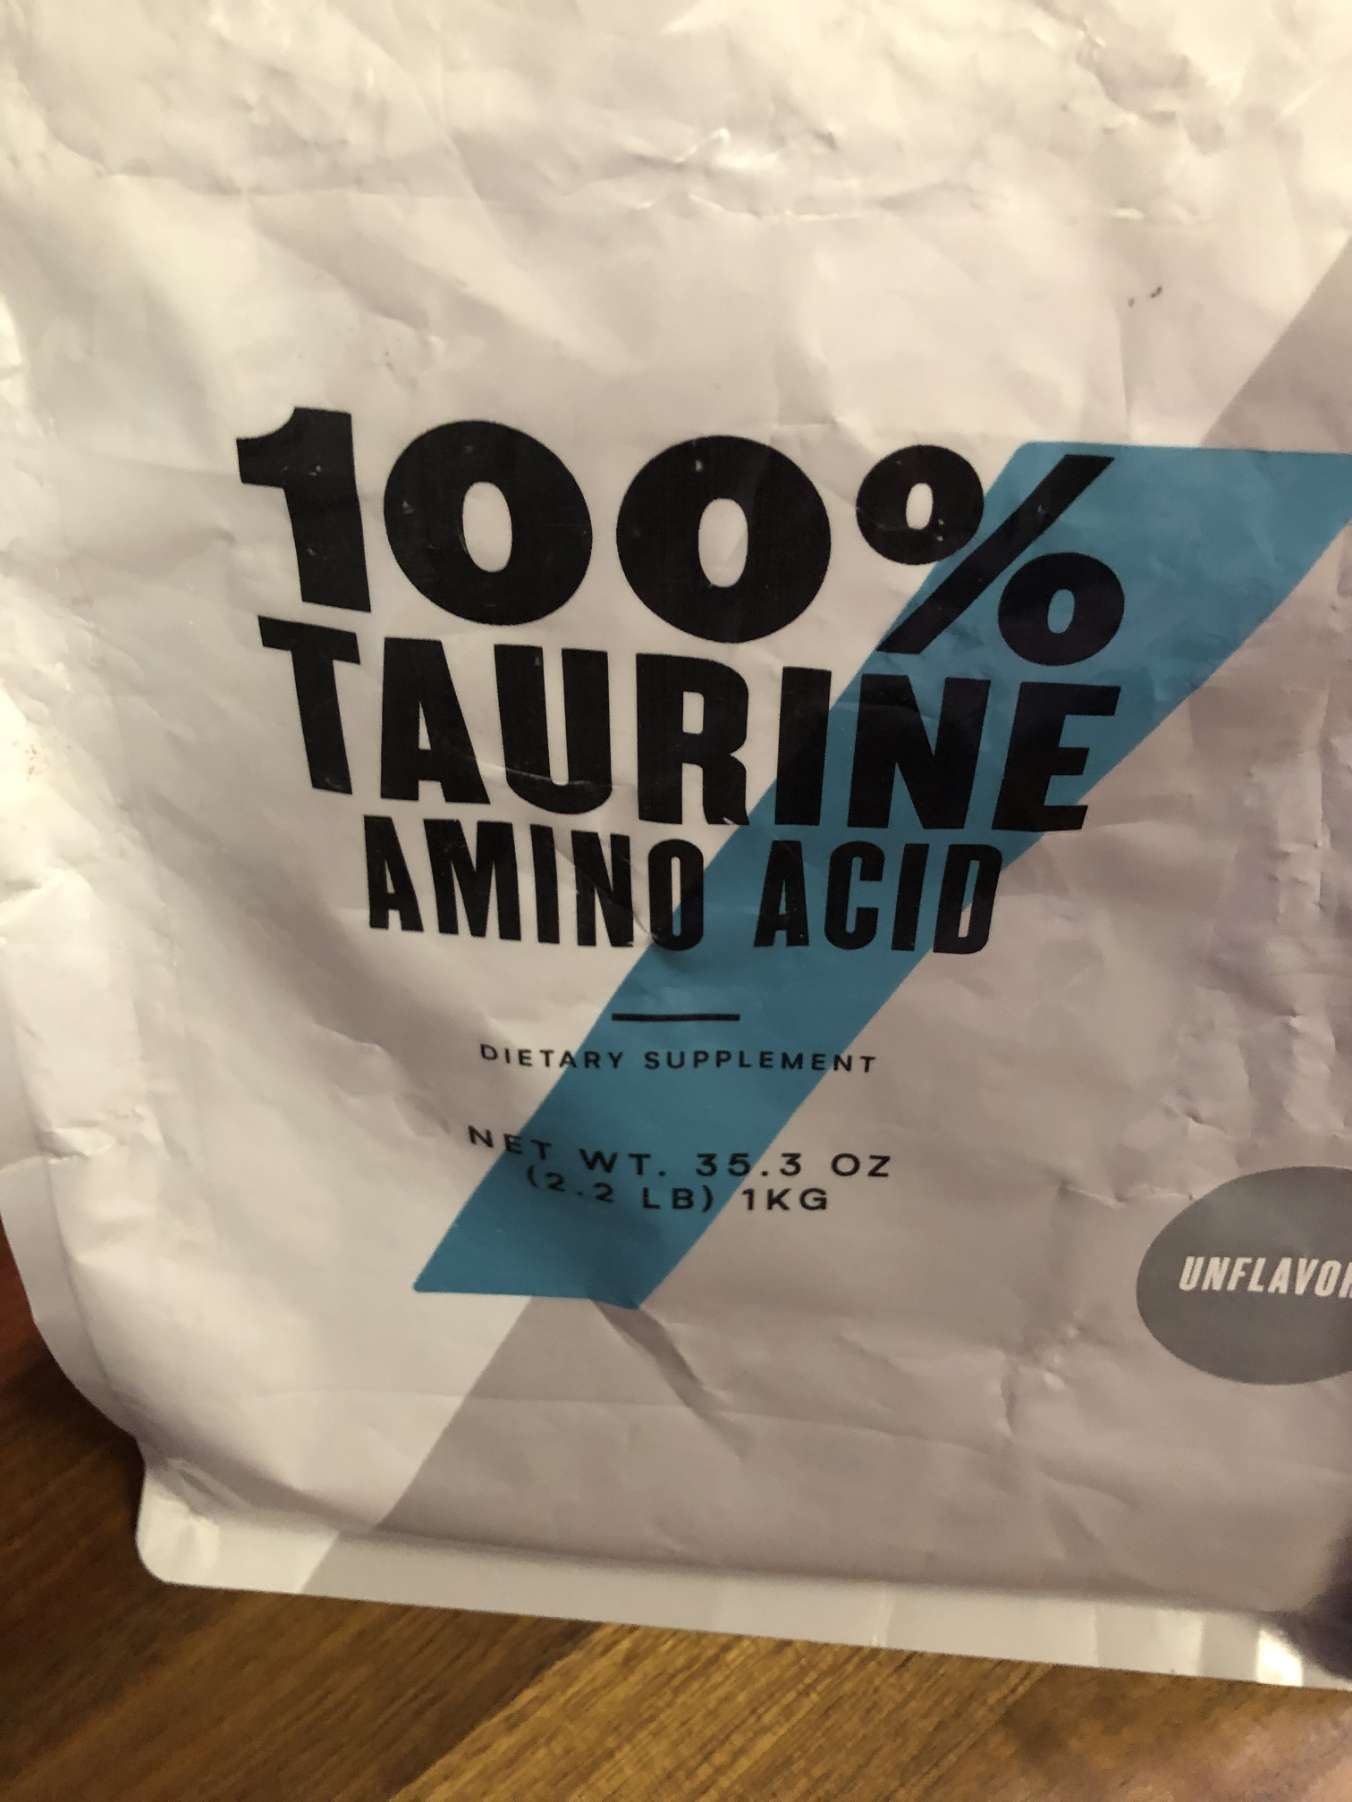 100%
TAURINE
AMINO ACID
DIETARY SUPPLEMENT
NET WT. 35.3 OZ
(2.2 LB) 1KG
UNFLAVOR